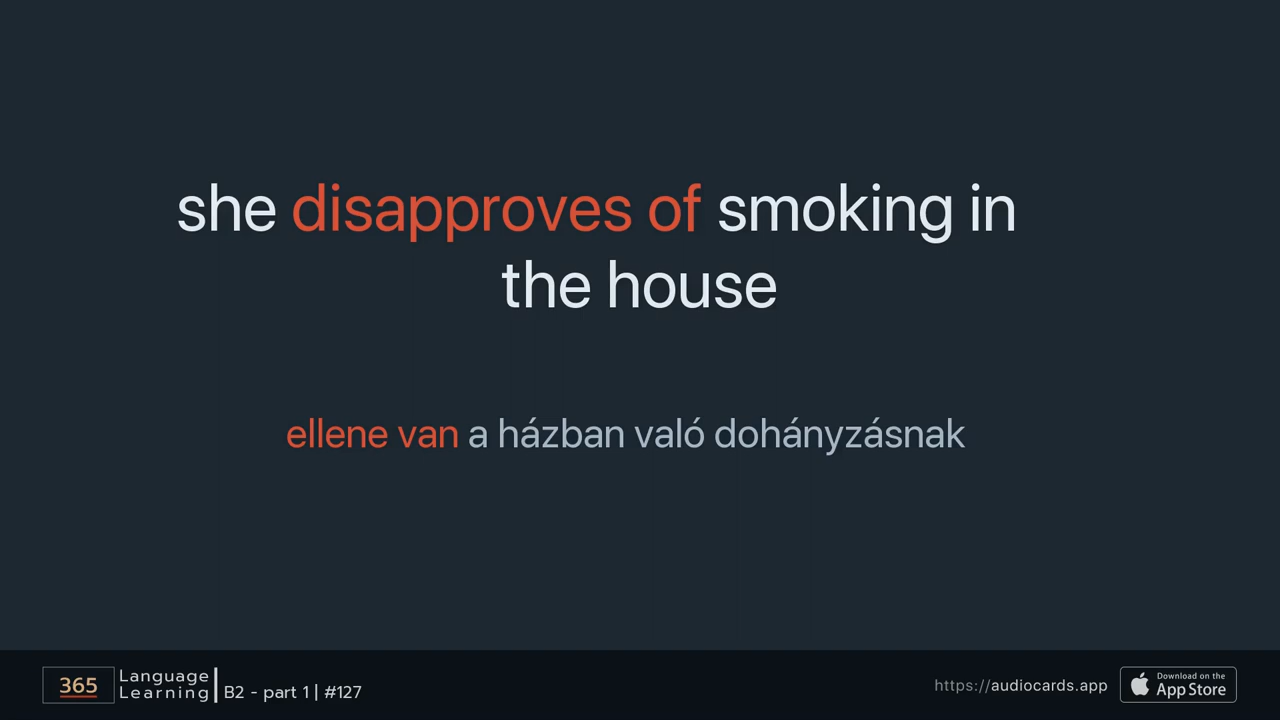 she disapproves of smoking in
the house
ellene van a házban való dohányzásnak
365
Language
Learning
B2 - part 1 | #127
https://audiocards.app
Download on the
App Store